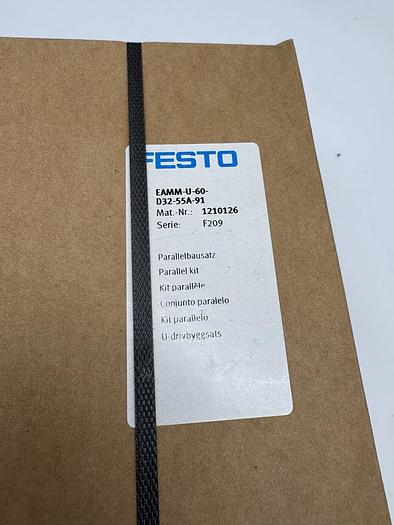 FESTO
EAMM-U-60-
D32-55A-91
Mat.-Nr.: 1210126
Serie: F209
Parallelbausatz
Parallel kit
Kit parallèle
Conjunto paralelo
Kit parallelo
U-drivbyggsats